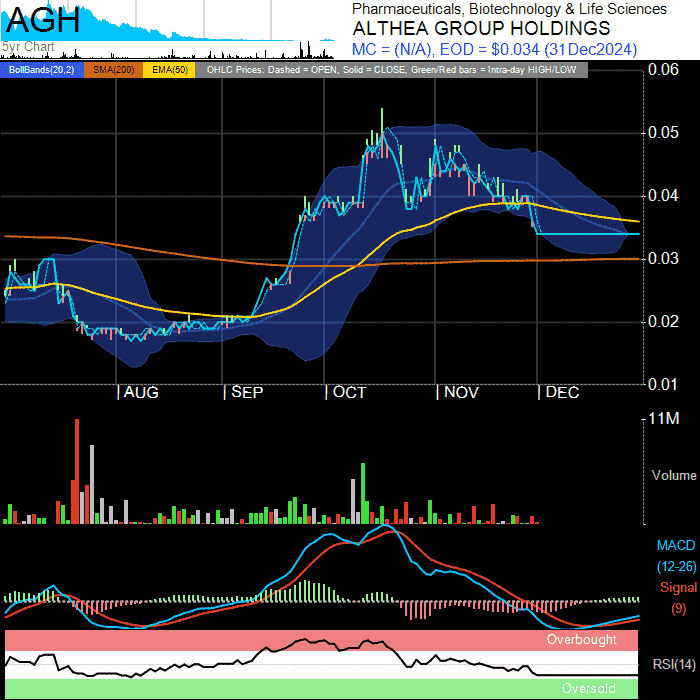 AGH
5yr Chart
Pharmaceuticals, Biotechnology & Life Sciences
ALTHEA GROUP HOLDINGS
MC = (N/A), EOD = $0.034 (31Dec2024)
BollBands(20,2) SMA(200) EMA(50) OHLC Prices: Dashed = OPEN, Solid = CLOSE, Green/Red bars = Intra-day HIGH/LOW
0.06
0.05
0.04
0.03
0.02
0.01
| AUG | SEP | OCT | NOV | DEC
11M
Volume
MACD
(12-26)
Signal
(9)
Overbought
RSI(14)
Oversold